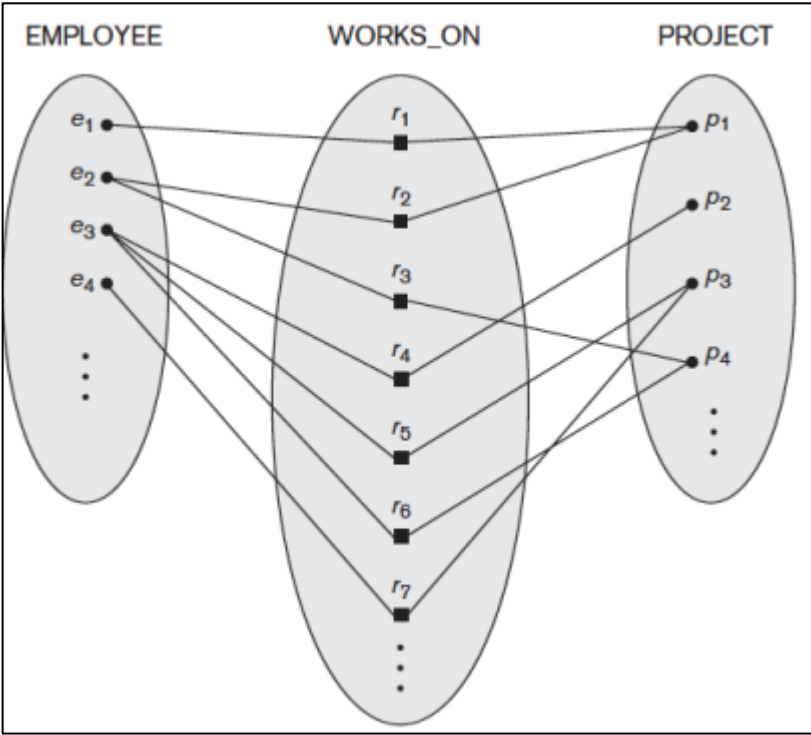 EMPLOYEE WORKS_ON PROJECT
e1 r1 p1
e2 r2 p2
e3 r3 p3
e4 r4 p4
r5
r6
r7